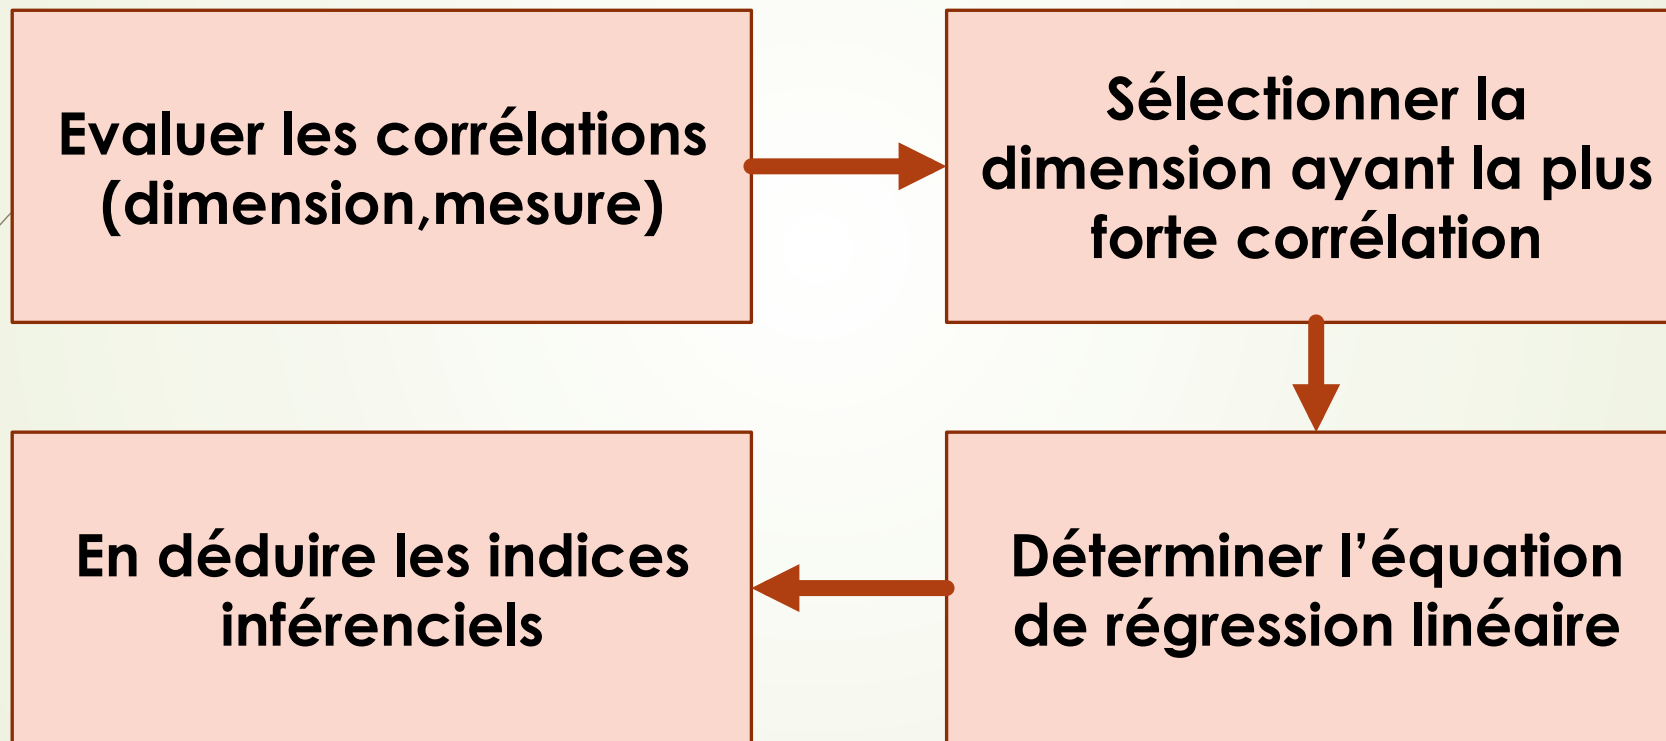 Evaluer les corrélations
(dimension,mesure)
Sélectionner la
dimension ayant la plus
forte corrélation
Déterminer l’équation
de régression linéaire
En déduire les indices
inférenciels